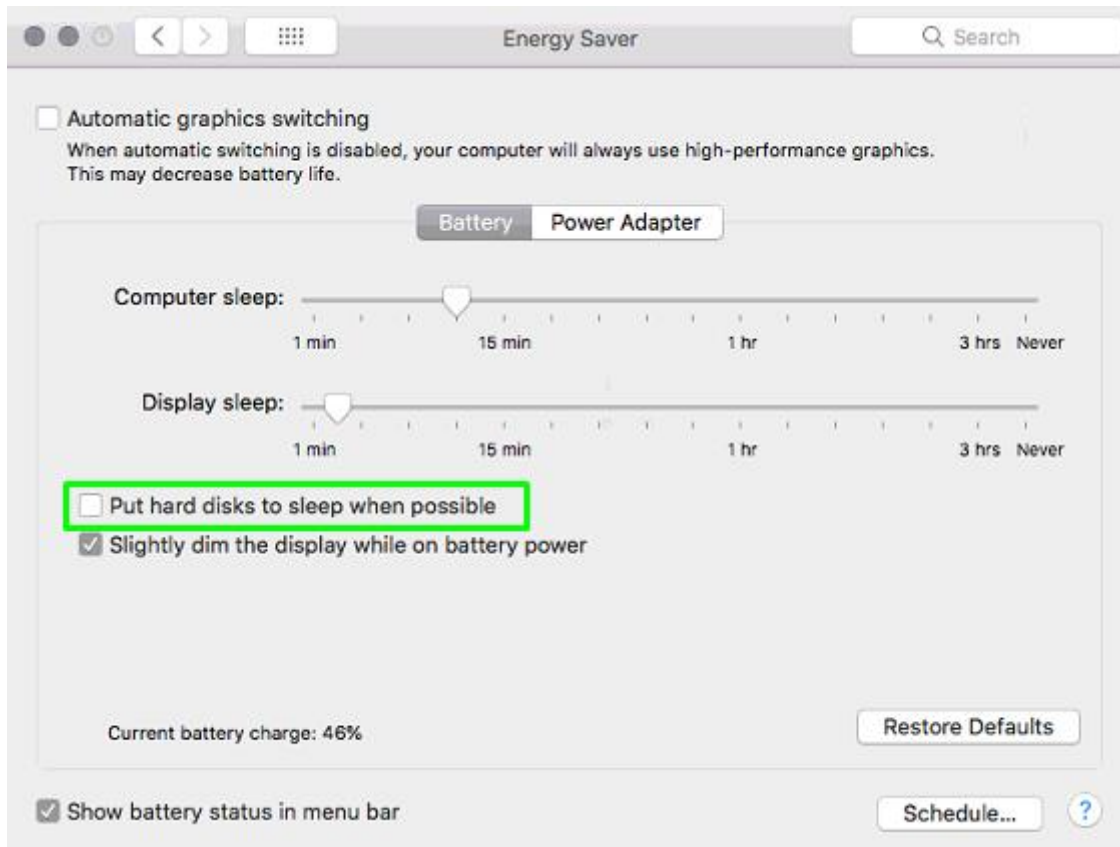 Energy Saver
Search
Automatic graphics switching
When automatic switching is disabled, your computer will always use high-performance graphics.
This may decrease battery life.
Battery Power Adapter
Computer sleep:
1 min 15 min 1 hr 3 hrs Never
Display sleep:
1 min 15 min 1 hr 3 hrs Never
Put hard disks to sleep when possible
Slightly dim the display while on battery power
Current battery charge: 46%
Restore Defaults
Show battery status in menu bar
Schedule... ?